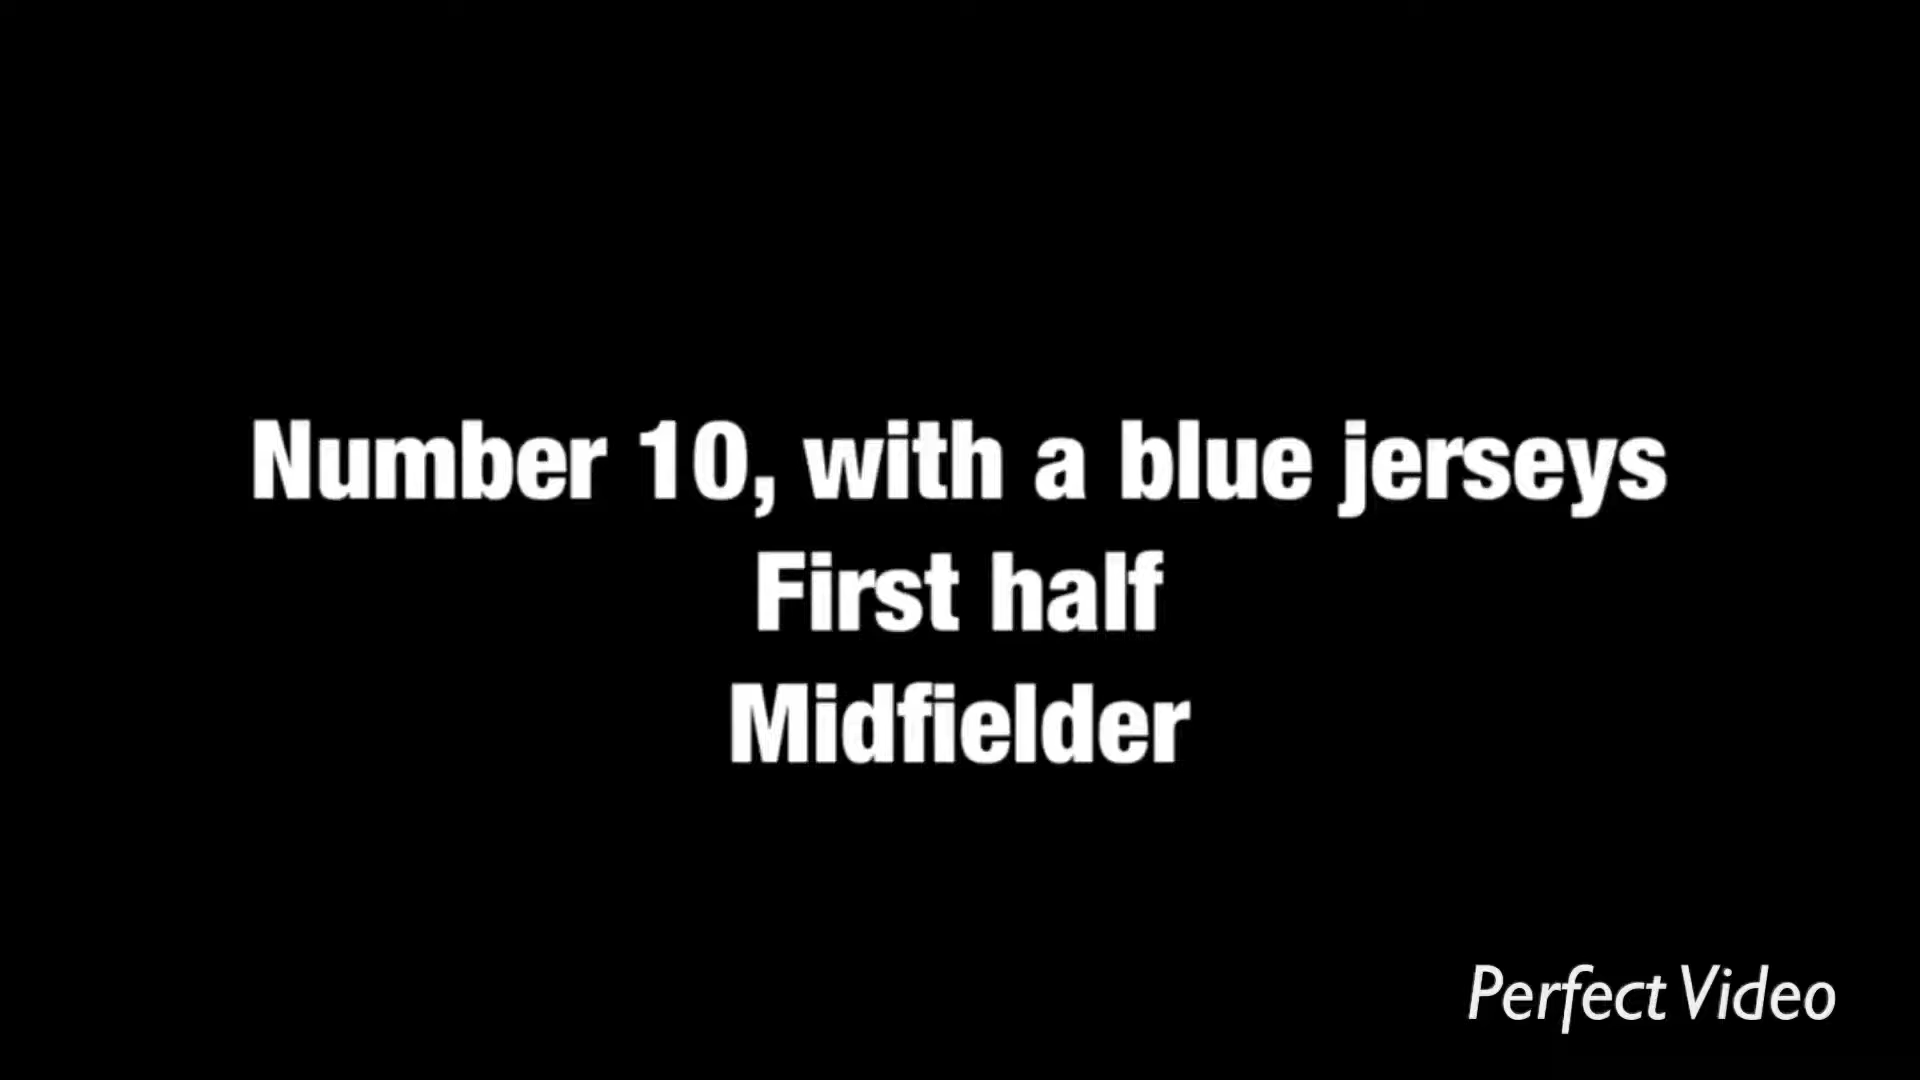 Number 10, with a blue jerseys
First half
Midfielder
Perfect Video